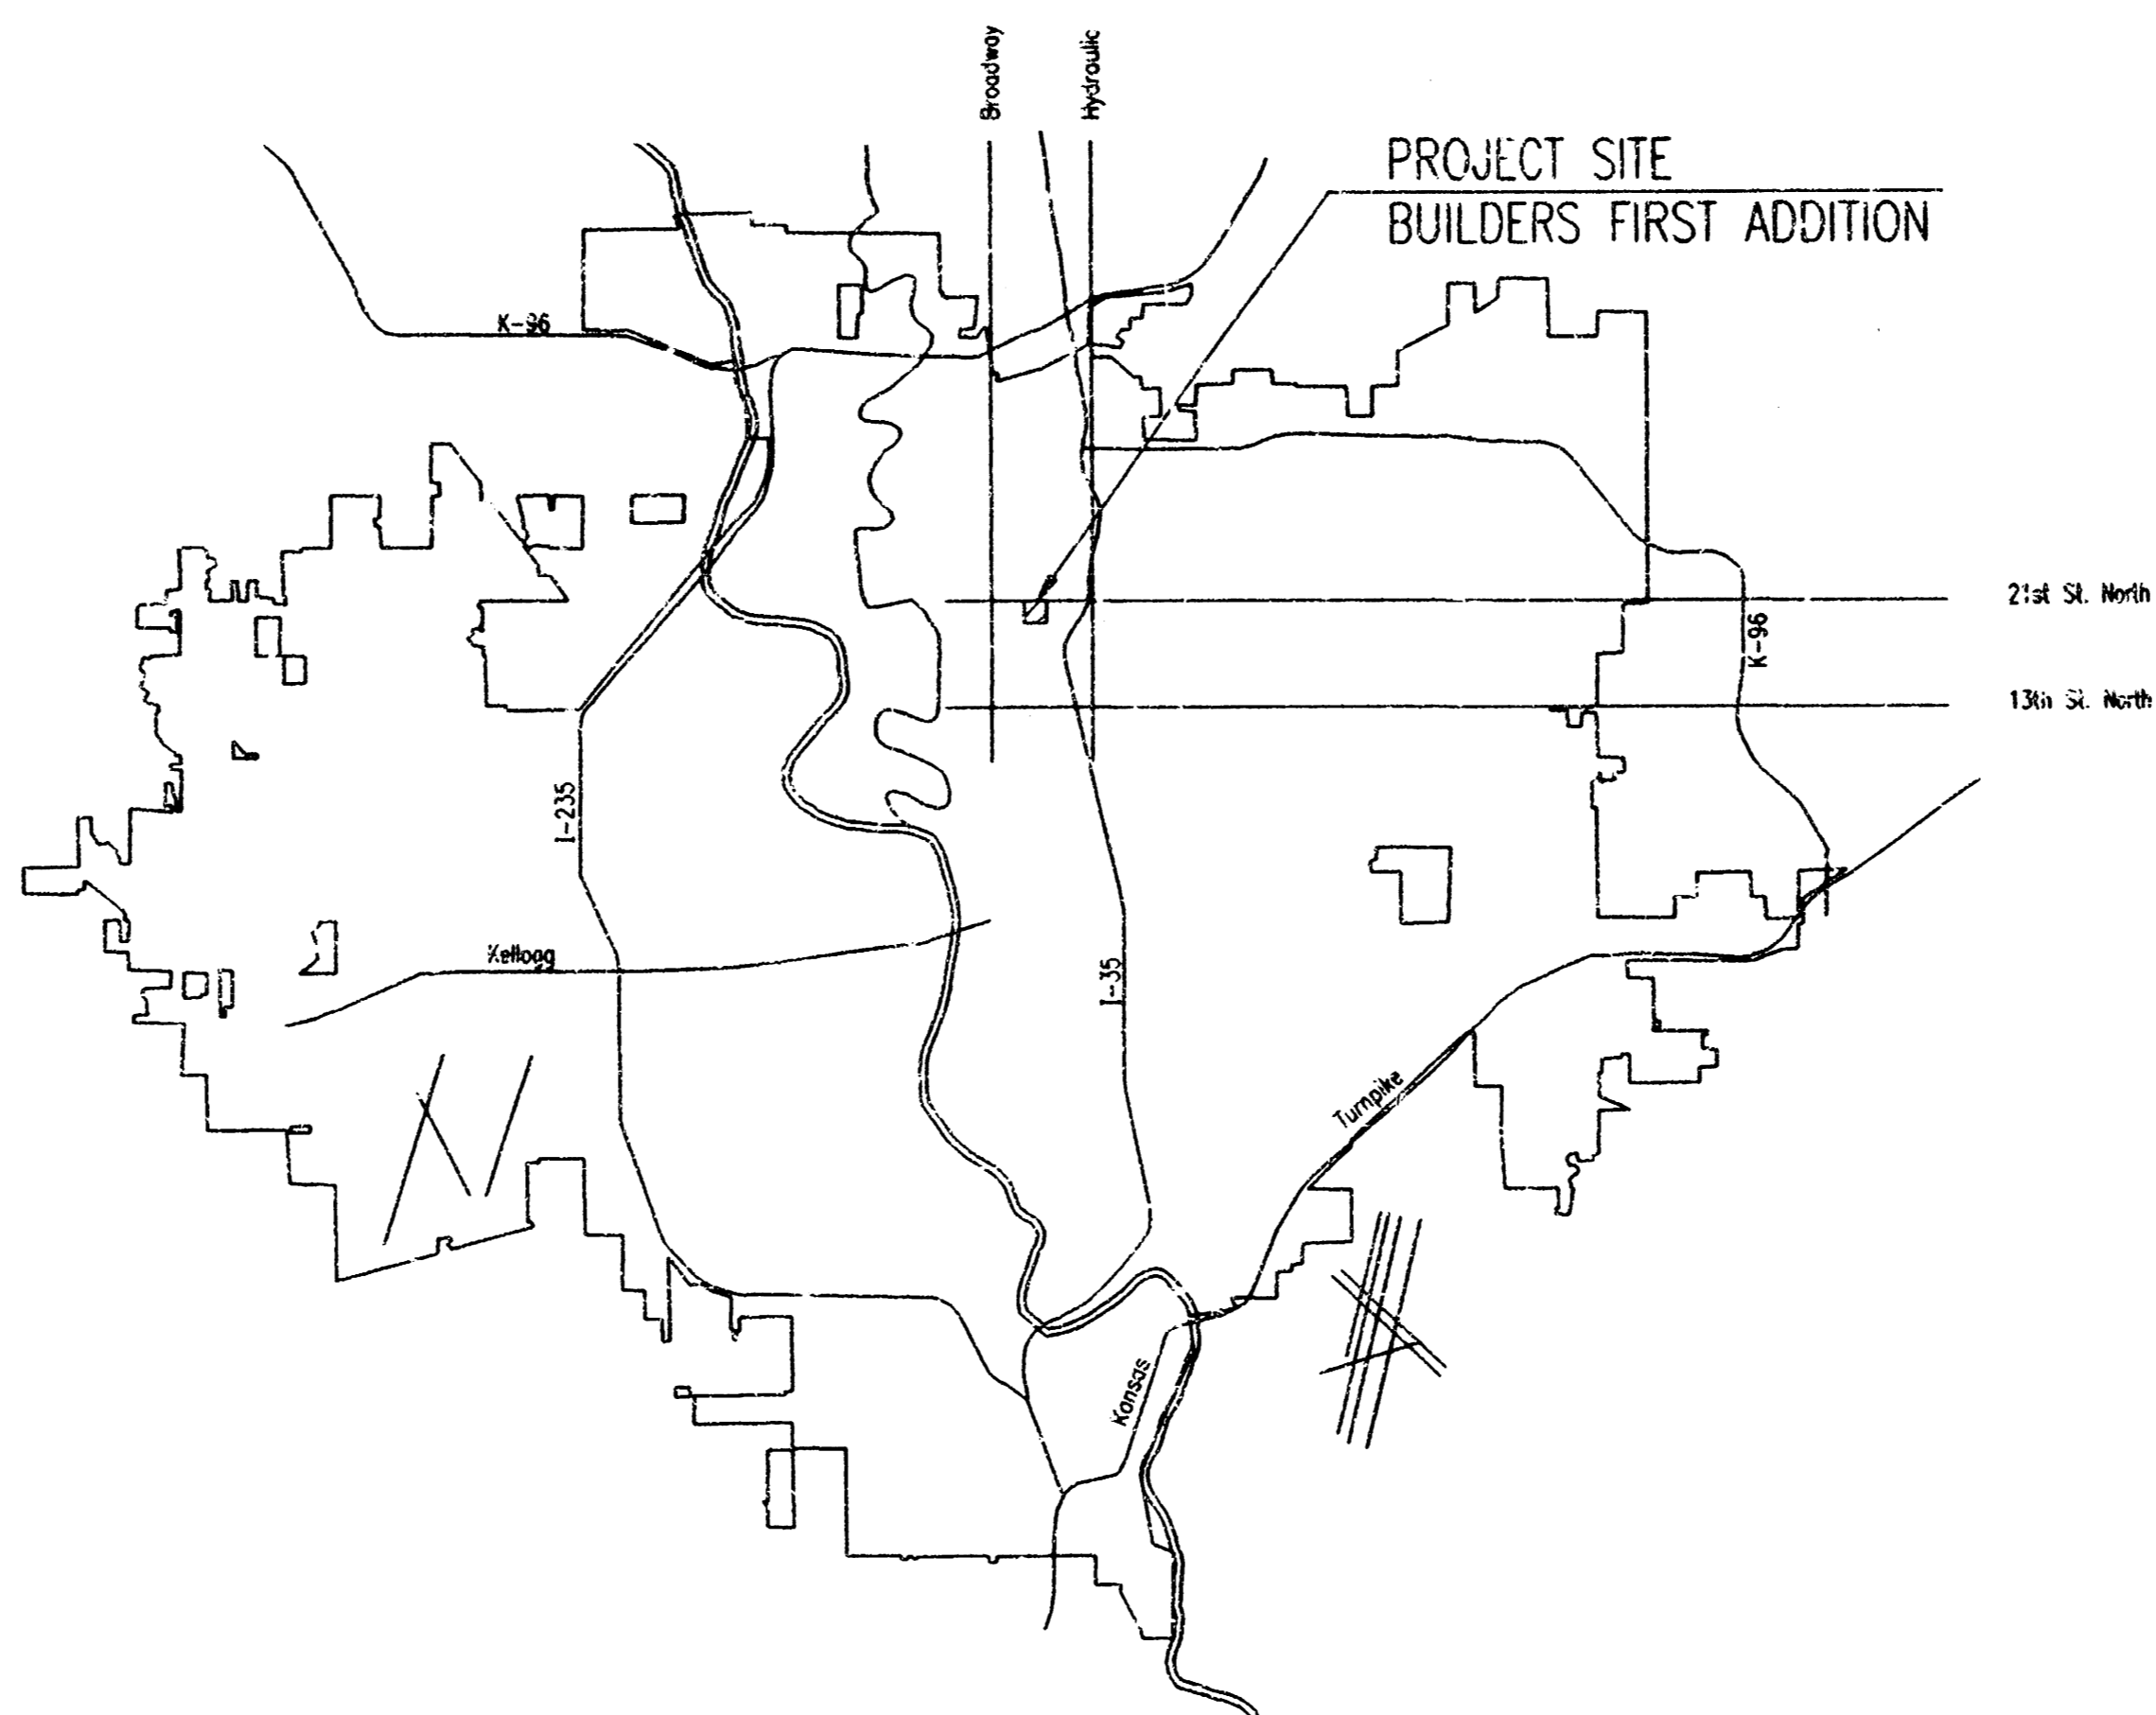 Broadway
Hydraulic
PROJECT SITE
BUILDERS FIRST ADDITION
K-96
21st St. North
K-96
13th St. North
I-235
Kellogg
I-35
Turnpike
Kansas